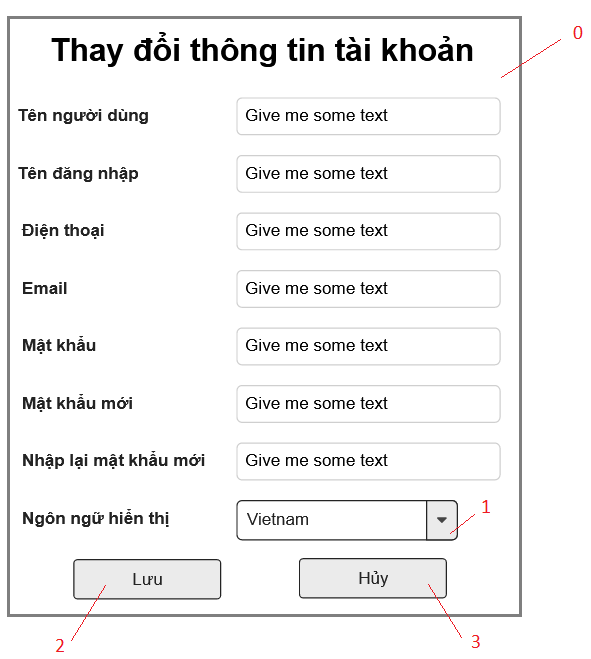 Thay đổi thông tin tài khoản
0
Tên người dùng Give me some text
Tên đăng nhập Give me some text
Điện thoại Give me some text
Email Give me some text
Mật khẩu Give me some text
Mật khẩu mới Give me some text
Nhập lại mật khẩu mới Give me some text
Ngôn ngữ hiển thị Vietnam 1
Lưu Hủy
2 3